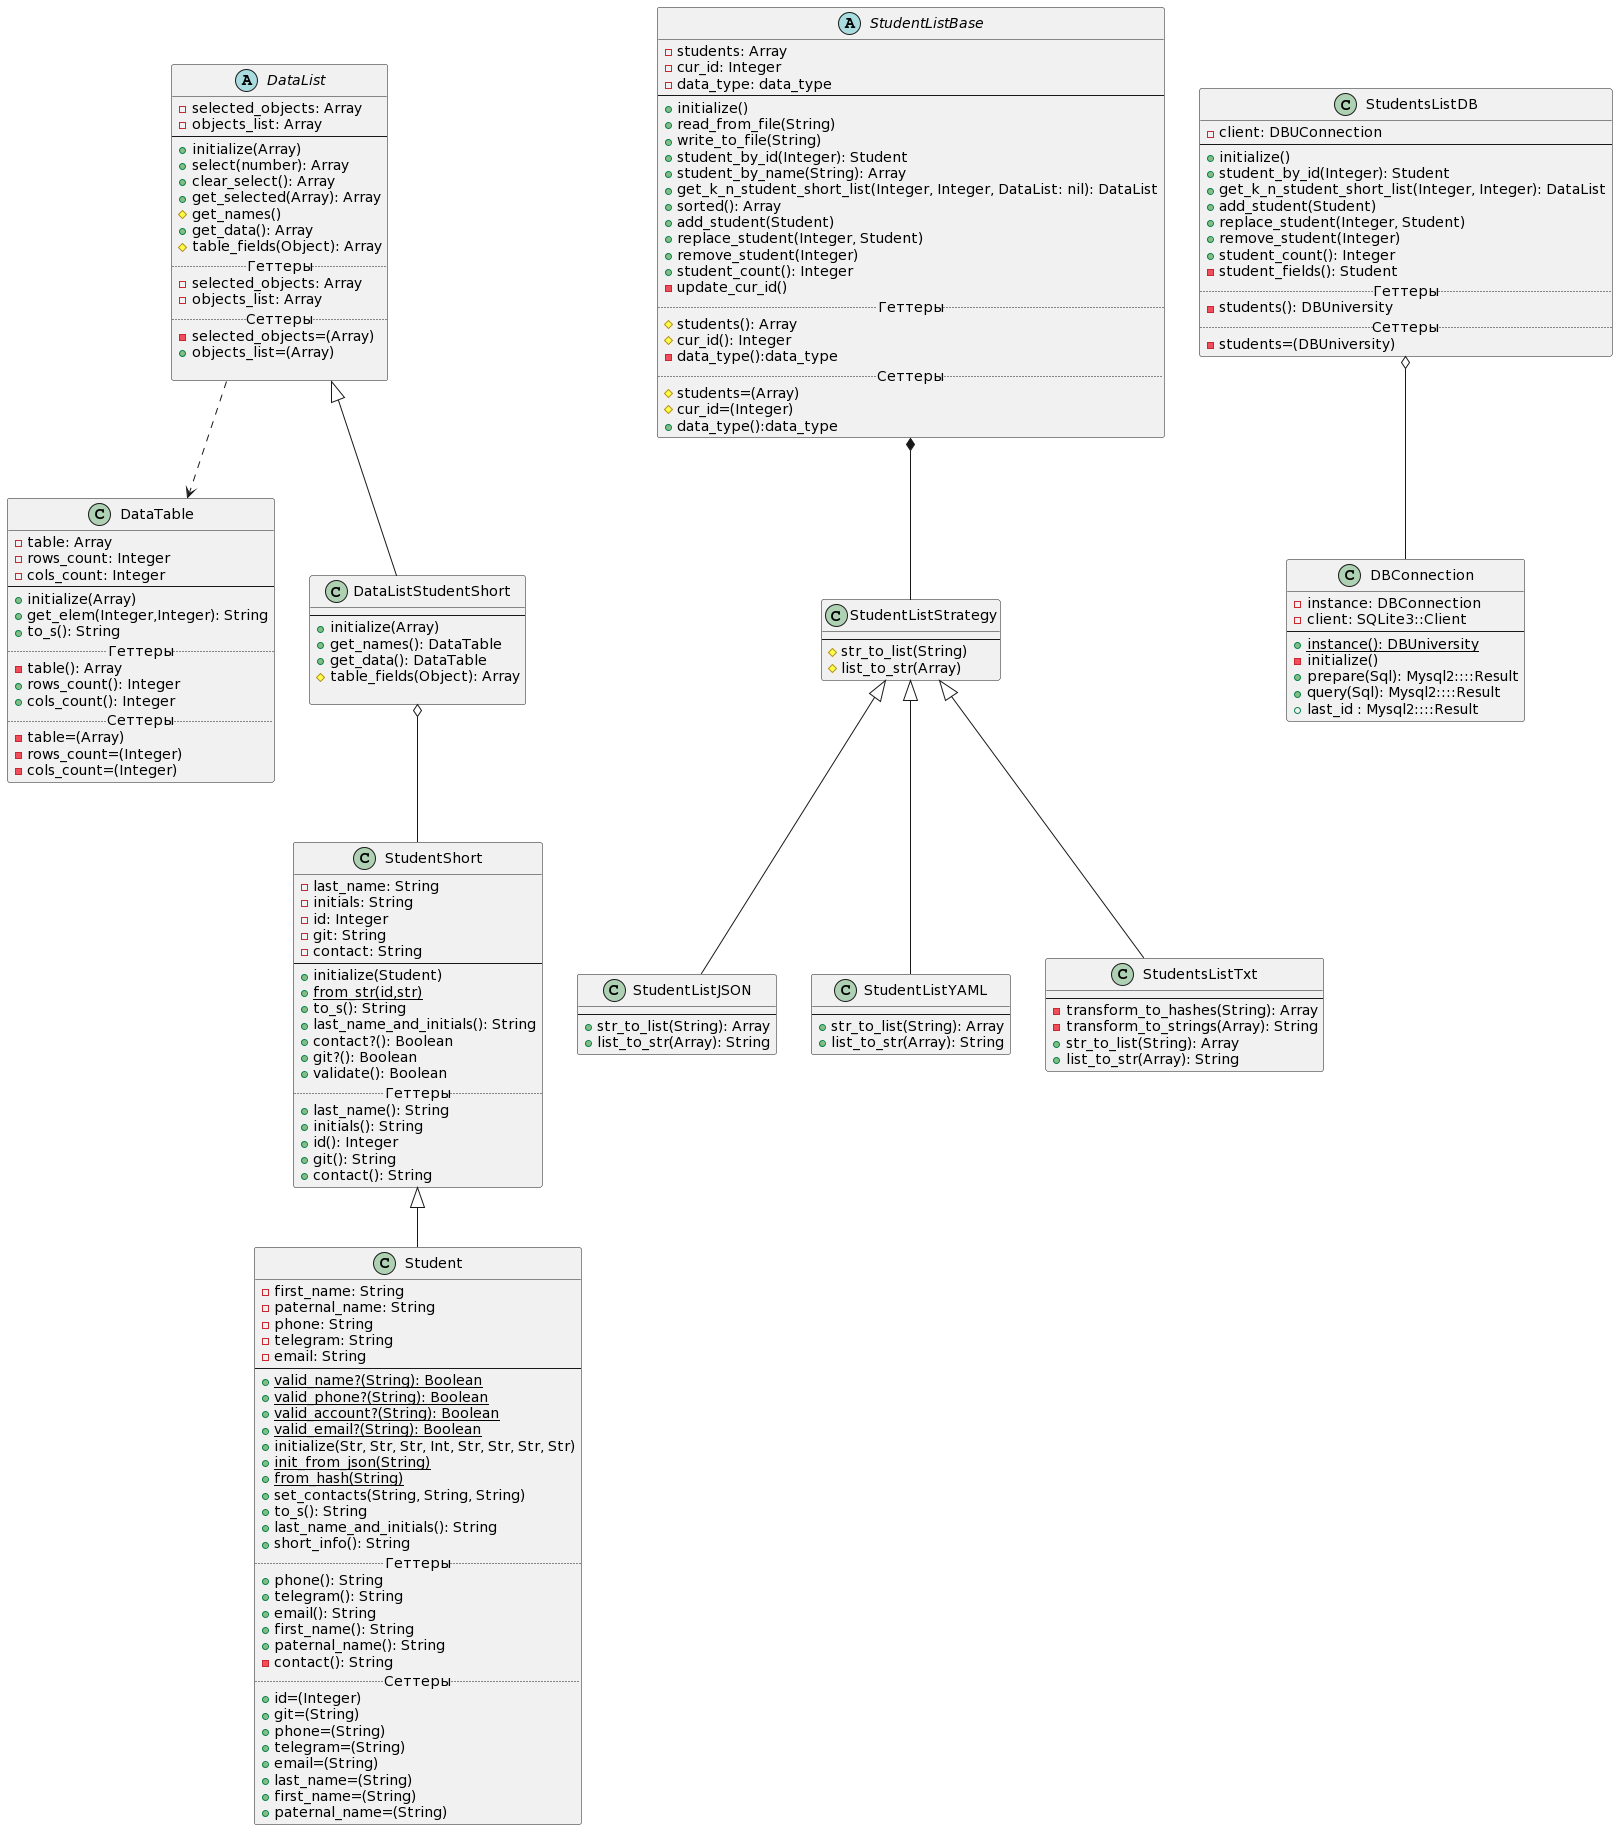 DataList
selected_objects: Array
objects_list: Array
initialize(Array)
select(number): Array
clear_select(): Array
get_selected(Array): Array
get_names()
get_data(): Array
table_fields(Object): Array
Геттеры
selected_objects: Array
objects_list: Array
Сеттеры
selected_objects=(Array)
objects_list=(Array)
StudentListBase
students: Array
cur_id: Integer
data_type: data_type
initialize()
read_from_file(String)
write_to_file(String)
student_by_id(Integer): Student
student_by_name(String): Array
get_k_n_student_short_list(Integer, Integer, DataList: nil): DataList
sorted(): Array
add_student(Student)
replace_student(Integer, Student)
remove_student(Integer)
student_count(): Integer
update_cur_id()
Геттеры
students(): Array
cur_id(): Integer
data_type():data_type
Сеттеры
students=(Array)
cur_id=(Integer)
data_type():data_type
StudentsListDB
client: DBUConnection
initialize()
student_by_id(Integer): Student
get_k_n_student_short_list(Integer, Integer): DataList
add_student(Student)
replace_student(Integer, Student)
remove_student(Integer)
student_count(): Integer
student_fields(): Student
Геттеры
students(): DBUniversity
Сеттеры
students=(DBUniversity)
DataTable
table: Array
rows_count: Integer
cols_count: Integer
initialize(Array)
get_elem(Integer,Integer): String
to_s(): String
Геттеры
table(): Array
rows_count(): Integer
cols_count(): Integer
Сеттеры
table=(Array)
rows_count=(Integer)
cols_count=(Integer)
DataListStudentShort
initialize(Array)
get_names(): DataTable
get_data(): DataTable
table_fields(Object): Array
StudentListStrategy
str_to_list(String)
list_to_str(Array)
DBConnection
instance: DBConnection
client: SQLite3::Client
instance(): DBUniversity
initialize()
prepare(Sql): Mysql2::::Result
query(Sql): Mysql2::::Result
last_id : Mysql2::::Result
StudentShort
last_name: String
initials: String
id: Integer
git: String
contact: String
initialize(Student)
from_str(id,str)
to_s(): String
last_name_and_initials(): String
contact?(): Boolean
git?(): Boolean
validate(): Boolean
Геттеры
last_name(): String
initials(): String
id(): Integer
git(): String
contact(): String
StudentListJSON
str_to_list(String): Array
list_to_str(Array): String
StudentListYAML
str_to_list(String): Array
list_to_str(Array): String
StudentsListTxt
transform_to_hashes(String): Array
transform_to_strings(Array): String
str_to_list(String): Array
list_to_str(Array): String
Student
first_name: String
paternal_name: String
phone: String
telegram: String
email: String
valid_name?(String): Boolean
valid_phone?(String): Boolean
valid_account?(String): Boolean
valid_email?(String): Boolean
initialize(Str, Str, Str, Int, Str, Str, Str, Str)
init_from_json(String)
from_hash(String)
set_contacts(String, String, String)
to_s(): String
last_name_and_initials(): String
short_info(): String
Геттеры
phone(): String
telegram(): String
email(): String
first_name(): String
paternal_name(): String
contact(): String
Сеттеры
id=(Integer)
git=(String)
phone=(String)
telegram=(String)
email=(String)
last_name=(String)
first_name=(String)
paternal_name=(String)